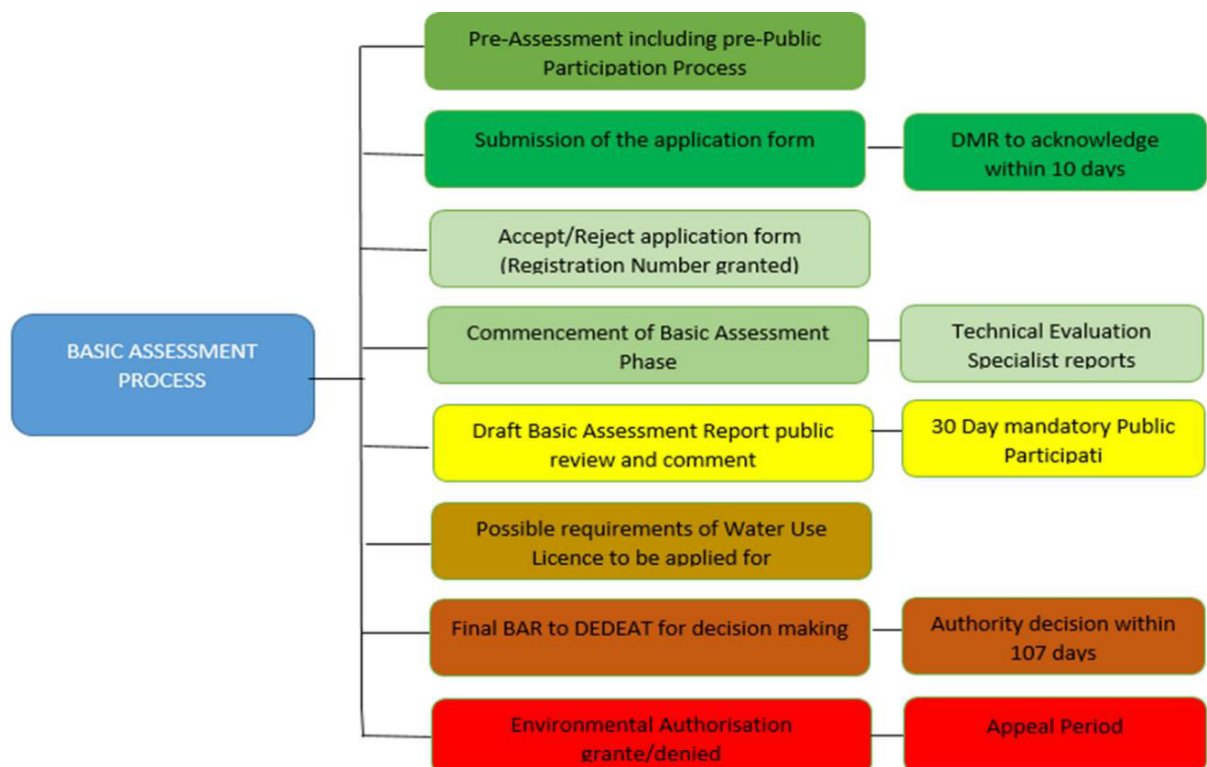 Pre-Assessment including pre-Public
Participation Process
Submission of the application form
DMR to acknowledge
within 10 days
Accept/Reject application form
(Registration Number granted)
BASIC ASSESSMENT
PROCESS
Commencement of Basic Assessment
Phase
Technical Evaluation
Specialist reports
Draft Basic Assessment Report public
review and comment
30 Day mandatory Public
Participati
Possible requirements of Water Use
Licence to be applied for
Final BAR to DEDEAT for decision making
Authority decision within
107 days
Environmental Authorisation
grante/denied
Appeal Period